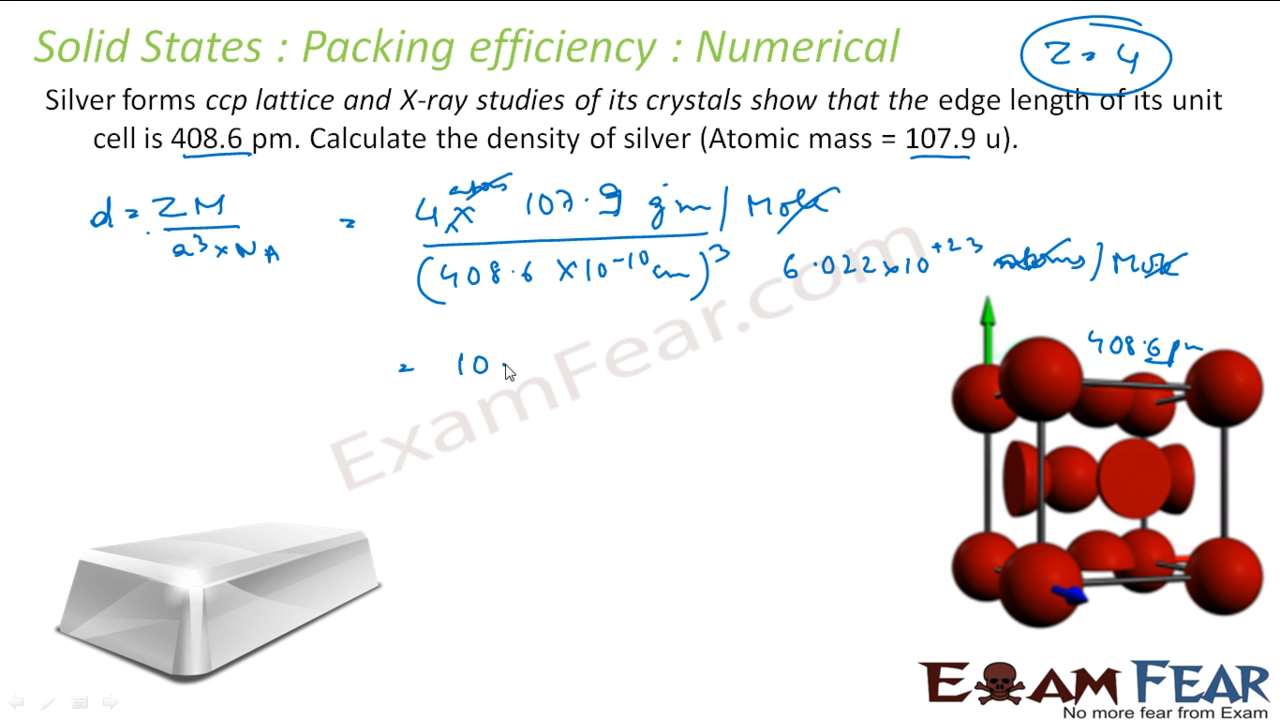 Solid States : Packing efficiency : Numerical
Z = 4
Silver forms ccp lattice and X-ray studies of its crystals show that the edge length of its unit
cell is 408.6 pm. Calculate the density of silver (Atomic mass = 107.9 u).
d = ZM / a³ × N_A = 4 atoms × 107.9 gm / Mole
(408.6 × 10⁻¹⁰ cm)³ 6.022 × 10⁺²³ atoms / Mole
408.6 pm
= 10.
ExamFear.com
EXAM FEAR
No more fear from Exam